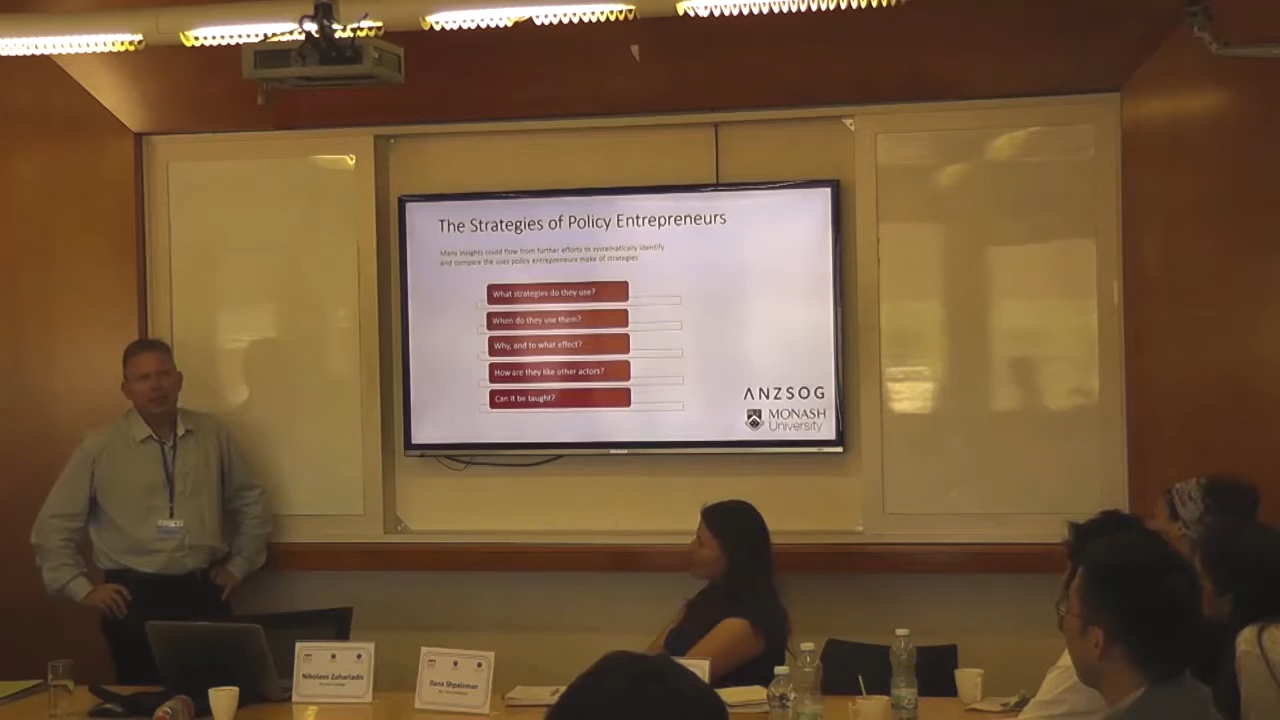 The Strategies of Policy Entrepreneurs
Many insights could flow from further efforts to systematically identify
and compare the uses policy entrepreneurs make of strategies
What strategies do they use?
When do they use them?
Why, and to what effect?
How are they like other actors?
Can it be taught?
ANZSOG
MONASH
University
Nikolaos Zahariadis
Ilana Shpaizman